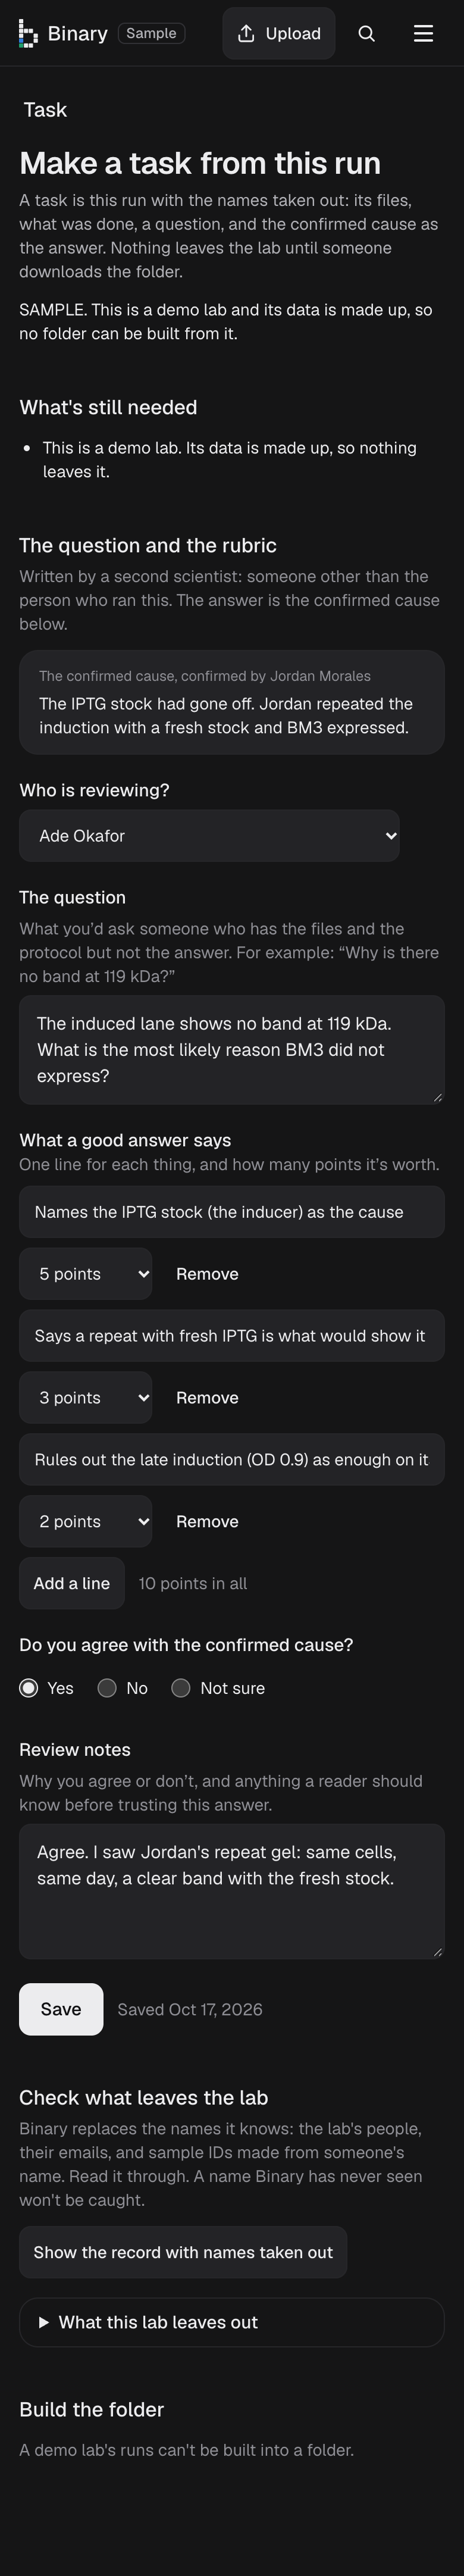 Binary
Sample
Upload
Task
Make a task from this run
A task is this run with the names taken out: its files,
what was done, a question, and the confirmed cause as
the answer. Nothing leaves the lab until someone
downloads the folder.
SAMPLE. This is a demo lab and its data is made up, so
no folder can be built from it.
What's still needed
• This is a demo lab. Its data is made up, so nothing
leaves it.
The question and the rubric
Written by a second scientist: someone other than the
person who ran this. The answer is the confirmed cause
below.
The confirmed cause, confirmed by Jordan Morales
The IPTG stock had gone off. Jordan repeated the
induction with a fresh stock and BM3 expressed.
Who is reviewing?
Ade Okafor
The question
What you’d ask someone who has the files and the
protocol but not the answer. For example: “Why is there
no band at 119 kDa?”
The induced lane shows no band at 119 kDa.
What is the most likely reason BM3 did not
express?
What a good answer says
One line for each thing, and how many points it’s worth.
Names the IPTG stock (the inducer) as the cause
5 points
Remove
Says a repeat with fresh IPTG is what would show it
3 points
Remove
Rules out the late induction (OD 0.9) as enough on it
2 points
Remove
Add a line
10 points in all
Do you agree with the confirmed cause?
Yes
No
Not sure
Review notes
Why you agree or don’t, and anything a reader should
know before trusting this answer.
Agree. I saw Jordan's repeat gel: same cells,
same day, a clear band with the fresh stock.
Save
Saved Oct 17, 2026
Check what leaves the lab
Binary replaces the names it knows: the lab's people,
their emails, and sample IDs made from someone's
name. Read it through. A name Binary has never seen
won't be caught.
Show the record with names taken out
What this lab leaves out
Build the folder
A demo lab's runs can't be built into a folder.